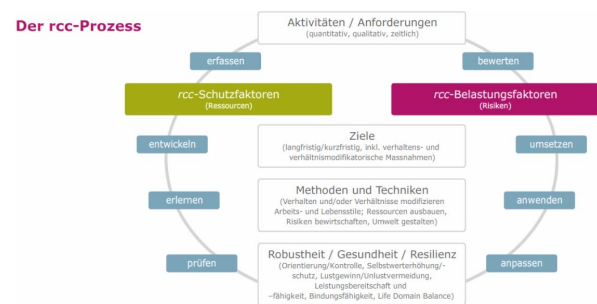 Der rcc-Prozess
Aktivitäten / Anforderungen
(quantitativ, qualitativ, zeitlich)
erfassen
bewerten
rcc-Schutzfaktoren
(Ressourcen)
rcc-Belastungsfaktoren
(Risiken)
Ziele
(langfristig/kurzfristig, inkl. verhaltens- und
verhältnismodifikatorische Massnahmen)
entwickeln
umsetzen
Methoden und Techniken
(Verhalten und/oder Verhältnisse modifizieren
Arbeits- und Lebensstile; Ressourcen ausbauen,
Risiken bewirtschaften, Umwelt gestalten)
erlernen
anwenden
Robustheit / Gesundheit / Resilienz
(Orientierung/Kontrolle, Selbstwerterhöhung/-
schutz, Lustgewinn/Unlustvermeidung,
Leistungsbereitschaft und
–fähigkeit, Bindungsfähigkeit, Life Domain Balance)
prüfen
anpassen